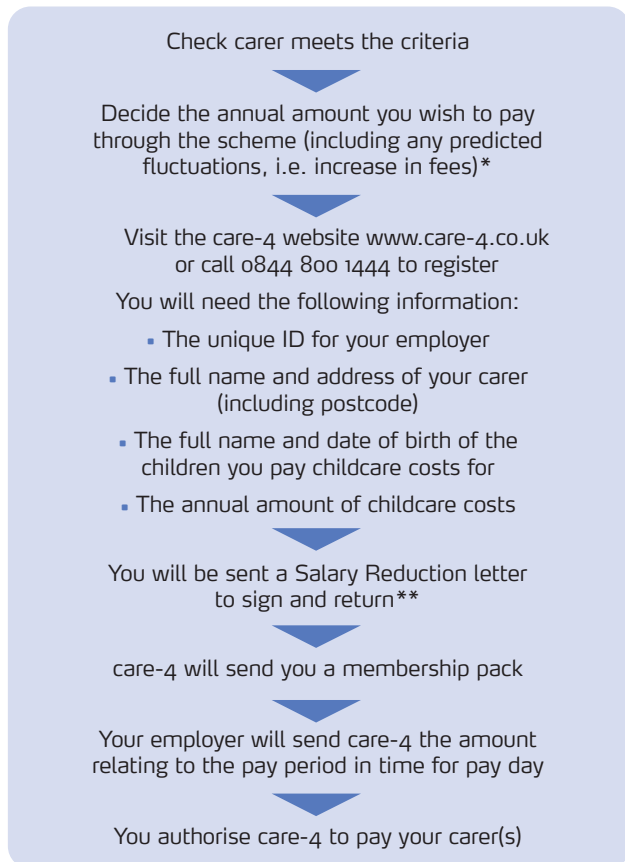 Check carer meets the criteria
Decide the annual amount you wish to pay
through the scheme (including any predicted
fluctuations, i.e. increase in fees)*
Visit the care-4 website www.care-4.co.uk
or call 0844 800 1444 to register
You will need the following information:
▪ The unique ID for your employer
▪ The full name and address of your carer
(including postcode)
▪ The full name and date of birth of the
children you pay childcare costs for
▪ The annual amount of childcare costs
You will be sent a Salary Reduction letter
to sign and return**
care-4 will send you a membership pack
Your employer will send care-4 the amount
relating to the pay period in time for pay day
You authorise care-4 to pay your carer(s)